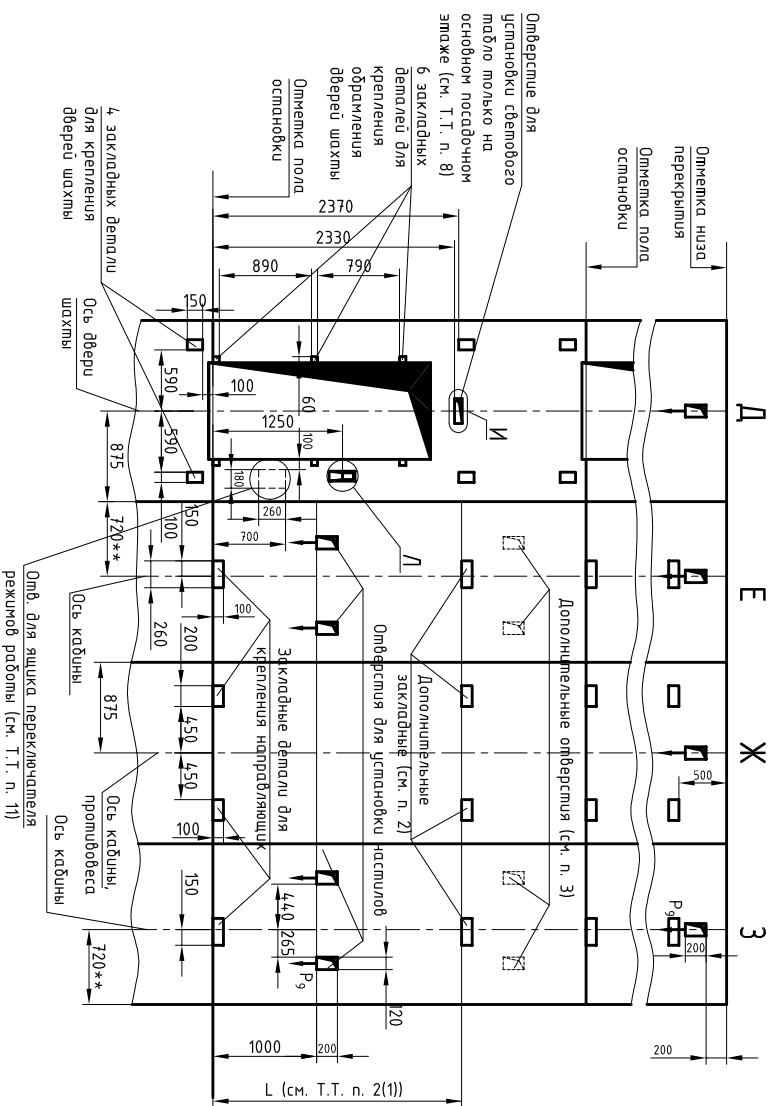 Отверстие для
установки светового
табло только на
основном посадочном
этаже (см. Т.Т. п. 8)
6 закладных
деталей для
крепления
обрамления
дверей шахты
Отметка пола
остановки
4 закладных детали
для крепления
дверей шахты
Ось двери
шахты
Отметка низа
перекрытия
Отметка пола
остановки
2370
2330
890
790
150
590
100
60
100
1250
590
875
150
100
180
260
700
720**
Д
Е
Ж
З
И
Л
Дополнительные отверстия (см. п. 3)
Дополнительные
закладные (см. п. 2)
Отверстия для установки настилов
Закладные детали для
крепления направляющих
100
260
200
Ось кабины
Отв. для ящика переключателя
режимов работы (см. Т.Т. п. 11)
875
450
450
500
Ось кабины,
противовеса
Ось кабины
100
150
440
265
720**
P9
P9
200
120
1000
200
200
L (см. Т.Т. п. 2(1))